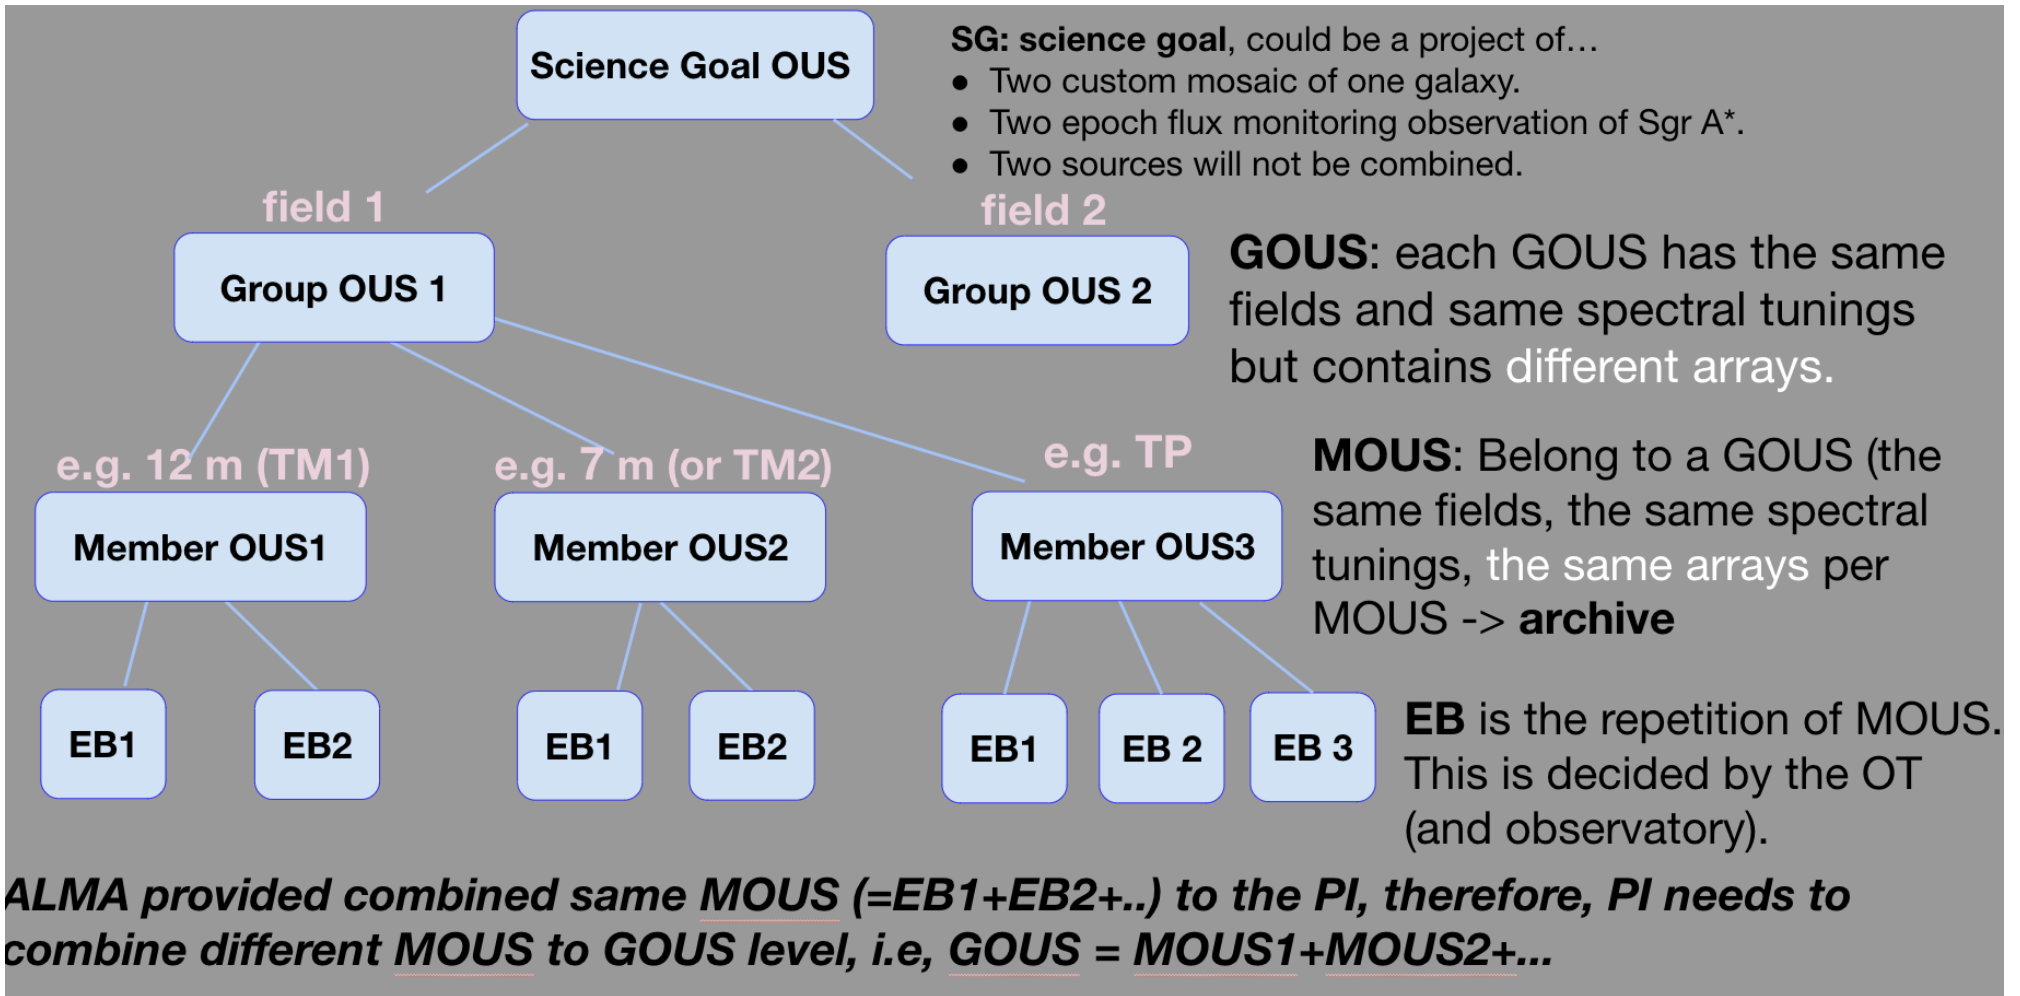 Science Goal OUS
SG: science goal, could be a project of…
● Two custom mosaic of one galaxy.
● Two epoch flux monitoring observation of Sgr A*.
● Two sources will not be combined.
field 1
field 2
Group OUS 1
Group OUS 2
GOUS: each GOUS has the same
fields and same spectral tunings
but contains different arrays.
e.g. 12 m (TM1)
e.g. 7 m (or TM2)
e.g. TP
Member OUS1
Member OUS2
Member OUS3
MOUS: Belong to a GOUS (the
same fields, the same spectral
tunings, the same arrays per
MOUS -> archive
EB1
EB2
EB1
EB2
EB1
EB 2
EB 3
EB is the repetition of MOUS.
This is decided by the OT
(and observatory).
ALMA provided combined same MOUS (=EB1+EB2+..) to the PI, therefore, PI needs to
combine different MOUS to GOUS level, i.e, GOUS = MOUS1+MOUS2+...